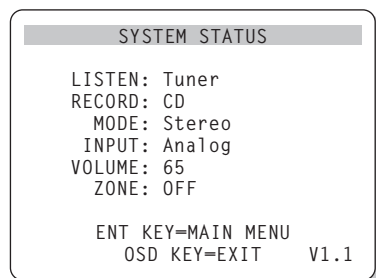 SYSTEM STATUS
LISTEN: Tuner
RECORD: CD
MODE: Stereo
INPUT: Analog
VOLUME: 65
ZONE: OFF
ENT KEY=MAIN MENU
OSD KEY=EXIT V1.1